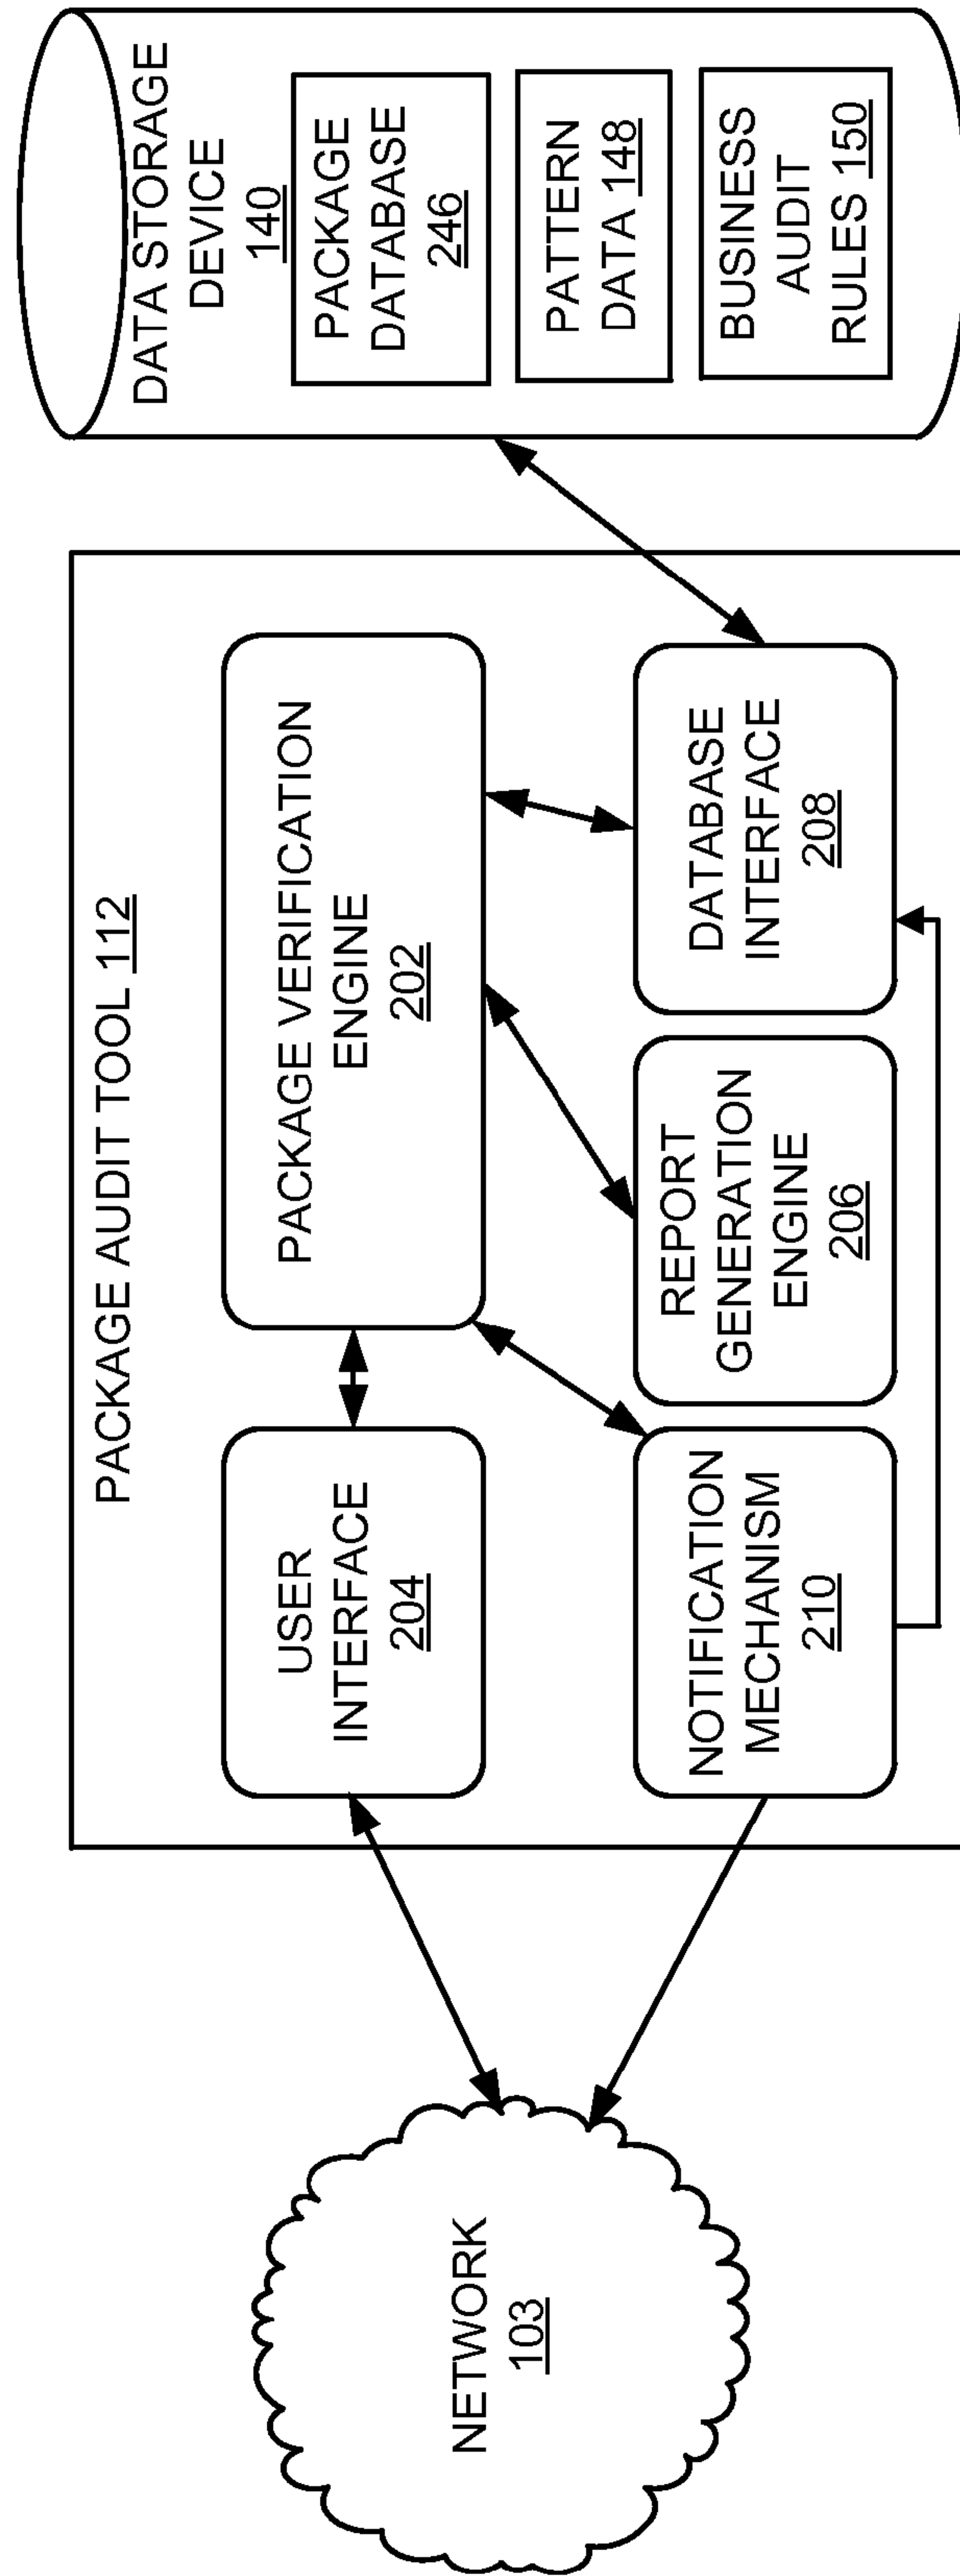 NETWORK
103
PACKAGE AUDIT TOOL 112
USER
INTERFACE
204
PACKAGE VERIFICATION
ENGINE
202
NOTIFICATION
MECHANISM
210
REPORT
GENERATION
ENGINE
206
DATABASE
INTERFACE
208
DATA STORAGE
DEVICE
140
PACKAGE
DATABASE
246
PATTERN
DATA 148
BUSINESS
AUDIT
RULES 150